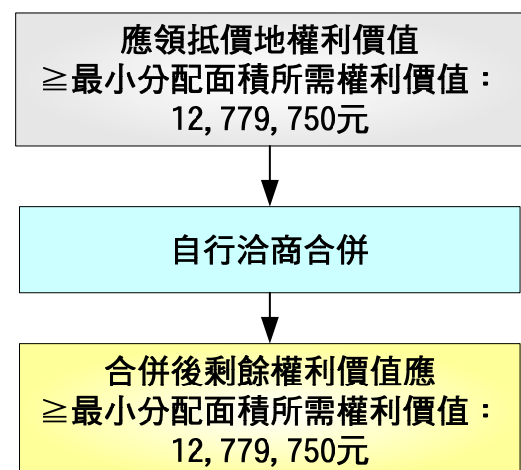 應領抵價地權利價值
≧最小分配面積所需權利價值：
12,779,750元
自行洽商合併
合併後剩餘權利價值應
≧最小分配面積所需權利價值：
12,779,750元